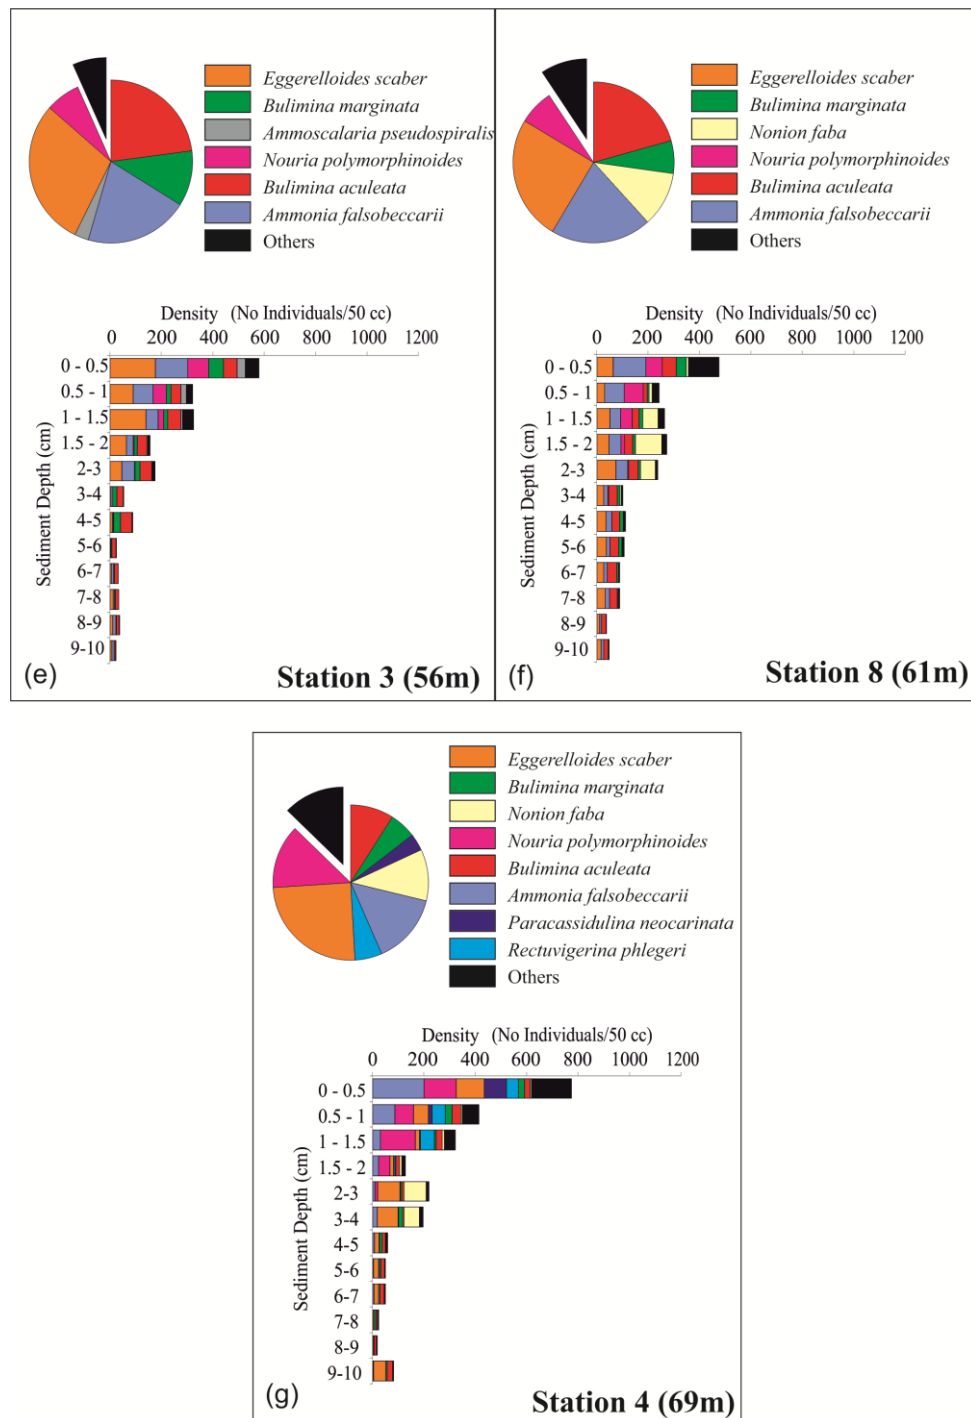 Eggerelloides scaber
Bulimina marginata
Ammoscalaria pseudospiralis
Nouria polymorphinoides
Bulimina aculeata
Ammonia falsobeccarii
Others
Density (No Individuals/50 cc)
0 200 400 600 800 1000 1200
Sediment Depth (cm)
0 - 0.5
0.5 - 1
1 - 1.5
1.5 - 2
2-3
3-4
4-5
5-6
6-7
7-8
8-9
9-10
(e)
Station 3 (56m)
Eggerelloides scaber
Bulimina marginata
Nonion faba
Nouria polymorphinoides
Bulimina aculeata
Ammonia falsobeccarii
Others
Density (No Individuals/50 cc)
0 200 400 600 800 1000 1200
Sediment Depth (cm)
0 - 0.5
0.5 - 1
1 - 1.5
1.5 - 2
2-3
3-4
4-5
5-6
6-7
7-8
8-9
9-10
(f)
Station 8 (61m)
Eggerelloides scaber
Bulimina marginata
Nonion faba
Nouria polymorphinoides
Bulimina aculeata
Ammonia falsobeccarii
Paracassidulina neocarinata
Rectuvigerina phlegeri
Others
Density (No Individuals/50 cc)
0 200 400 600 800 1000 1200
Sediment Depth (cm)
0 - 0.5
0.5 - 1
1 - 1.5
1.5 - 2
2-3
3-4
4-5
5-6
6-7
7-8
8-9
9-10
(g)
Station 4 (69m)